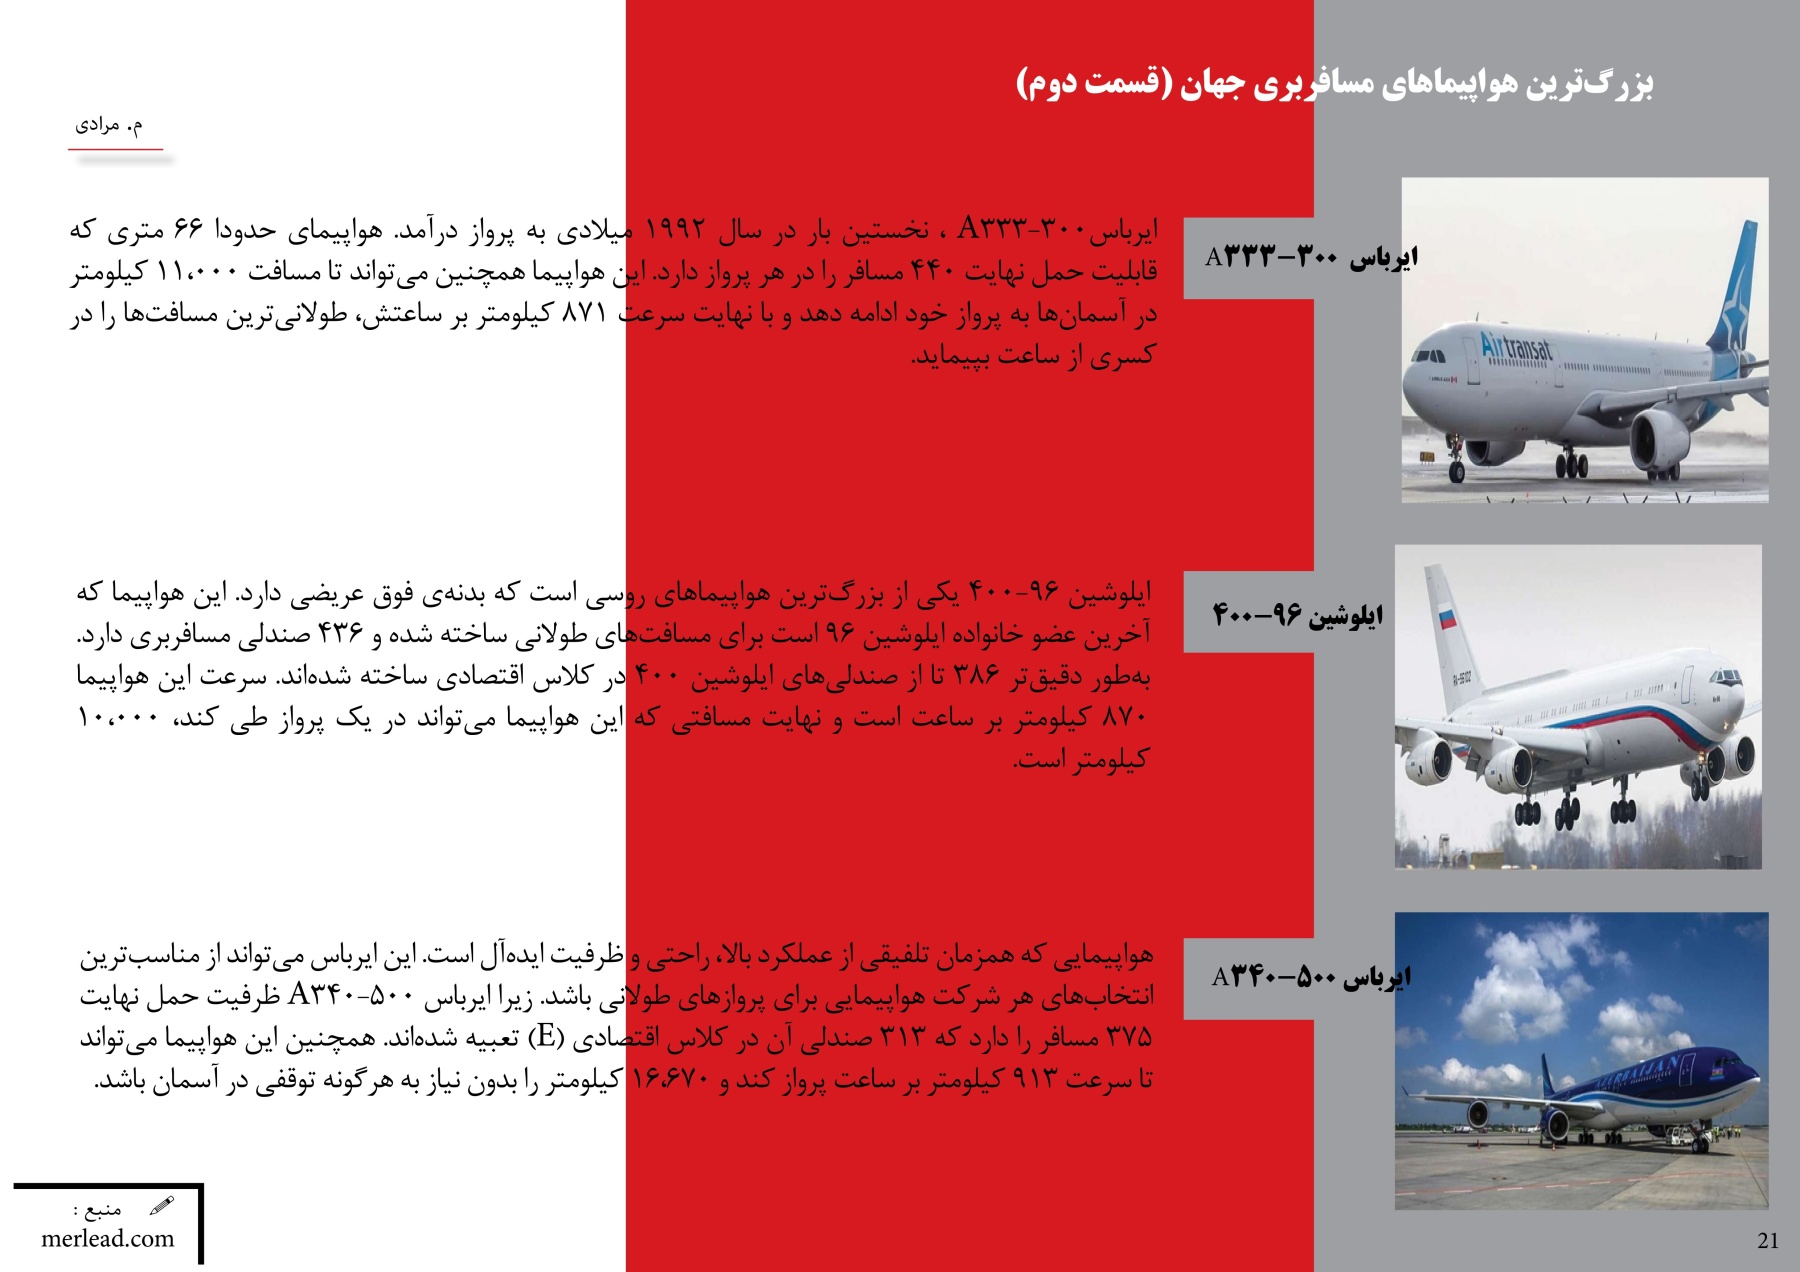 بزرگ‌ترین هواپیماهای مسافربری جهان (قسمت دوم)
م. مرادی
ایرباس A۳۳۳-۳۰۰
ایرباس A۳۳۳-۳۰۰ ، نخستین بار در سال ۱۹۹۲ میلادی به پرواز درآمد. هواپیمای حدودا ۶۶ متری که
قابلیت حمل نهایت ۴۴۰ مسافر را در هر پرواز دارد. این هواپیما همچنین می‌تواند تا مسافت ۱۱،۰۰۰ کیلومتر
در آسمان‌ها به پرواز خود ادامه دهد و با نهایت سرعت ۸۷۱ کیلومتر بر ساعتش، طولانی‌ترین مسافت‌ها را در
کسری از ساعت بپیماید.
Airtransat
ایلوشین ۹۶-۴۰۰
ایلوشین ۹۶-۴۰۰ یکی از بزرگ‌ترین هواپیماهای روسی است که بدنه‌ی فوق عریضی دارد. این هواپیما که
آخرین عضو خانواده ایلوشین ۹۶ است برای مسافت‌های طولانی ساخته شده و ۴۳۶ صندلی مسافربری دارد.
به‌طور دقیق‌تر ۳۸۶ تا از صندلی‌های ایلوشین ۴۰۰ در کلاس اقتصادی ساخته شده‌اند. سرعت این هواپیما
۸۷۰ کیلومتر بر ساعت است و نهایت مسافتی که این هواپیما می‌تواند در یک پرواز طی کند، ۱۰،۰۰۰
کیلومتر است.
RA-96102
ایرباس A۳۴۰-۵۰۰
هواپیمایی که همزمان تلفیقی از عملکرد بالا، راحتی و ظرفیت ایده‌آل است. این ایرباس می‌تواند از مناسب‌ترین
انتخاب‌های هر شرکت هواپیمایی برای پروازهای طولانی باشد. زیرا ایرباس A۳۴۰-۵۰۰ ظرفیت حمل نهایت
۳۷۵ مسافر را دارد که ۳۱۳ صندلی آن در کلاس اقتصادی (E) تعبیه شده‌اند. همچنین این هواپیما می‌تواند
تا سرعت ۹۱۳ کیلومتر بر ساعت پرواز کند و ۱۶،۶۷۰ کیلومتر را بدون نیاز به هرگونه توقفی در آسمان باشد.
AZERBAIJAN
منبع :
merlead.com
21